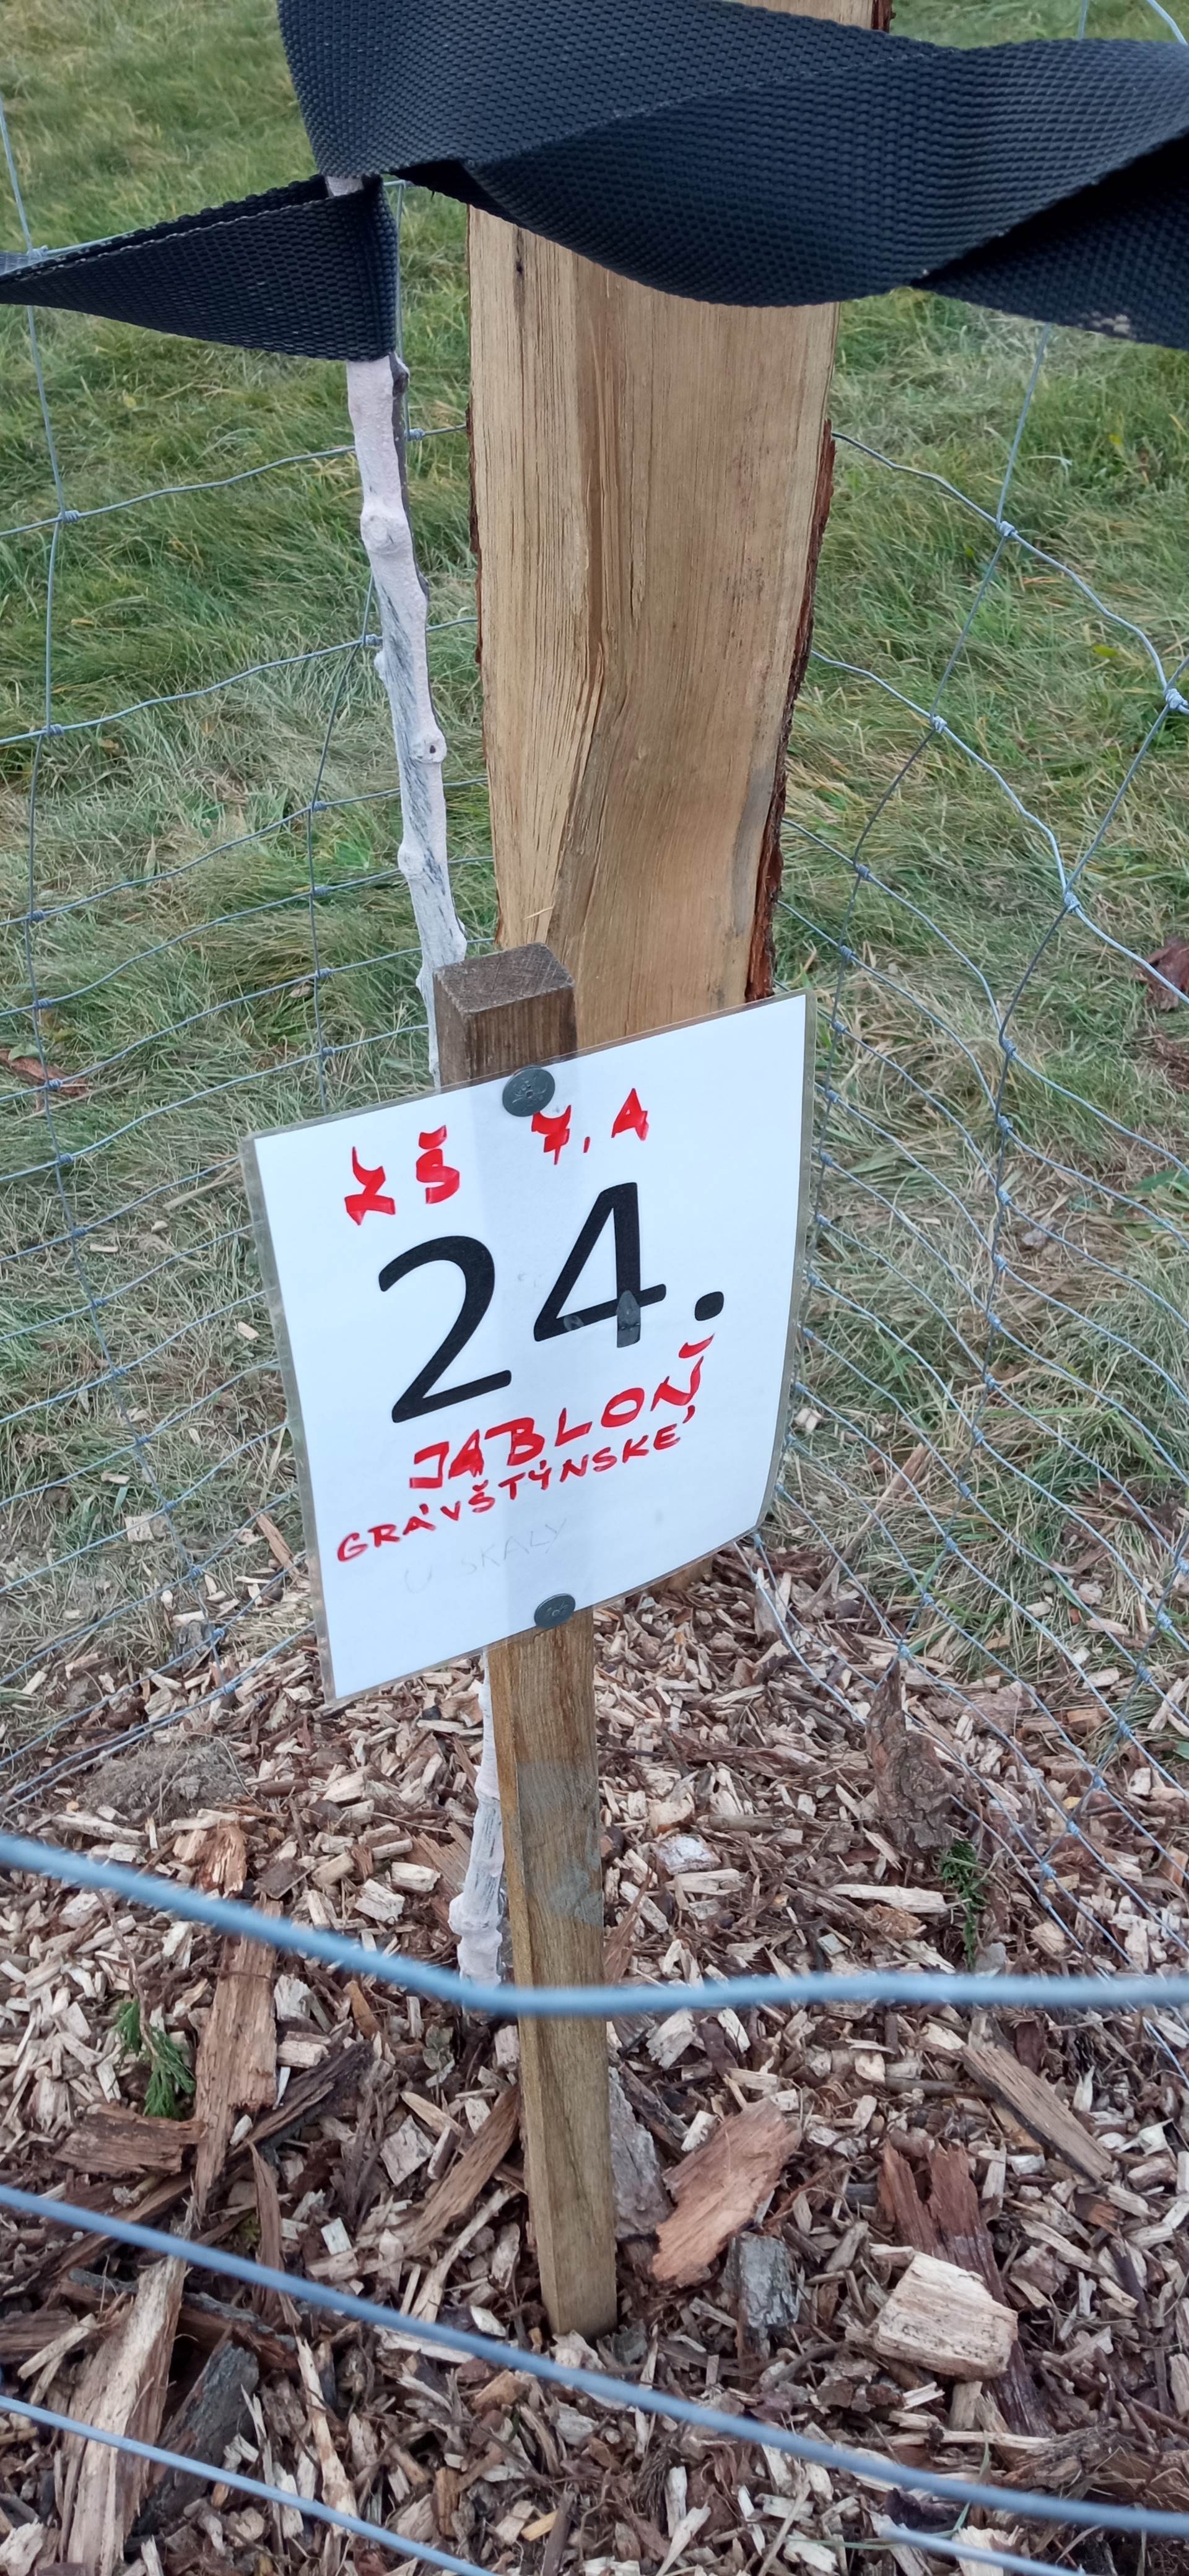 ZŠ 7.A
24.
JABLOŇ
GRÁVŠTÝNSKÉ
U SKALY